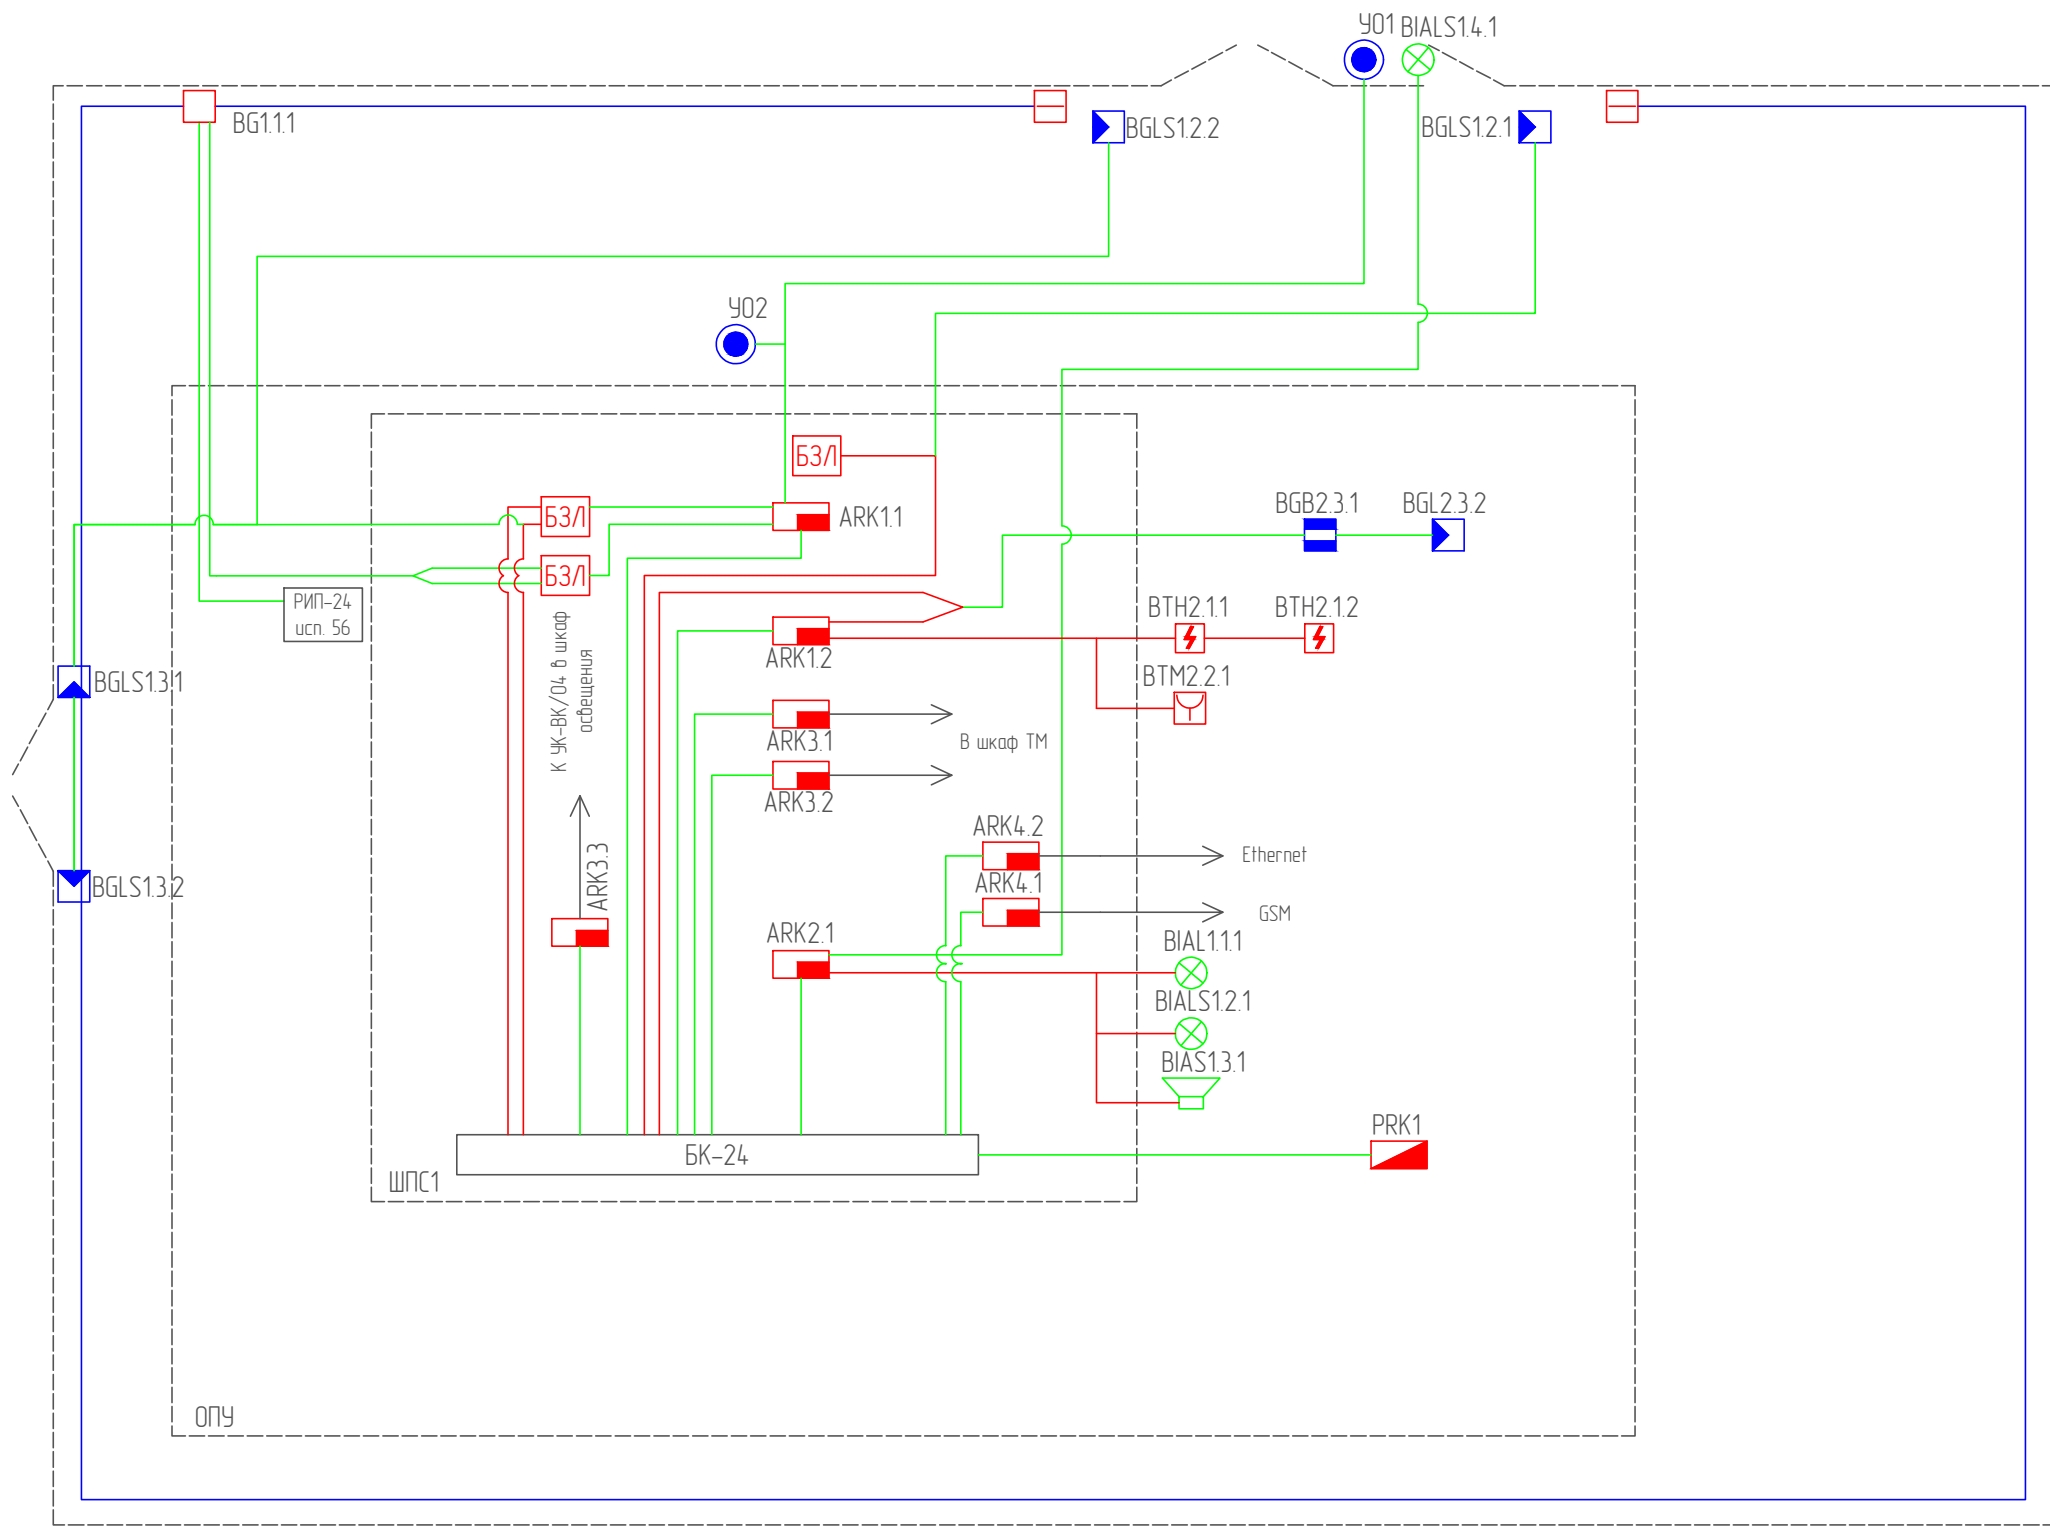 УО1 BIALS1.4.1
BG1.1.1
BGLS1.2.2
BGLS1.2.1
УО2
БЗЛ
БЗЛ
ARK1.1
BGB2.3.1
BGL2.3.2
БЗЛ
РИП-24
исп. 56
К УК-ВК/04 в шкаф
освещения
ARK1.2
BTH2.1.1
BTH2.1.2
BTM2.2.1
BGLS1.3.1
ARK3.1
В шкаф ТМ
ARK3.2
ARK4.2
Ethernet
ARK3.3
ARK4.1
BGLS1.3.2
GSM
ARK2.1
BIAL1.1.1
BIALS1.2.1
BIAS1.3.1
PRK1
БК-24
ШПС1
ОПУ